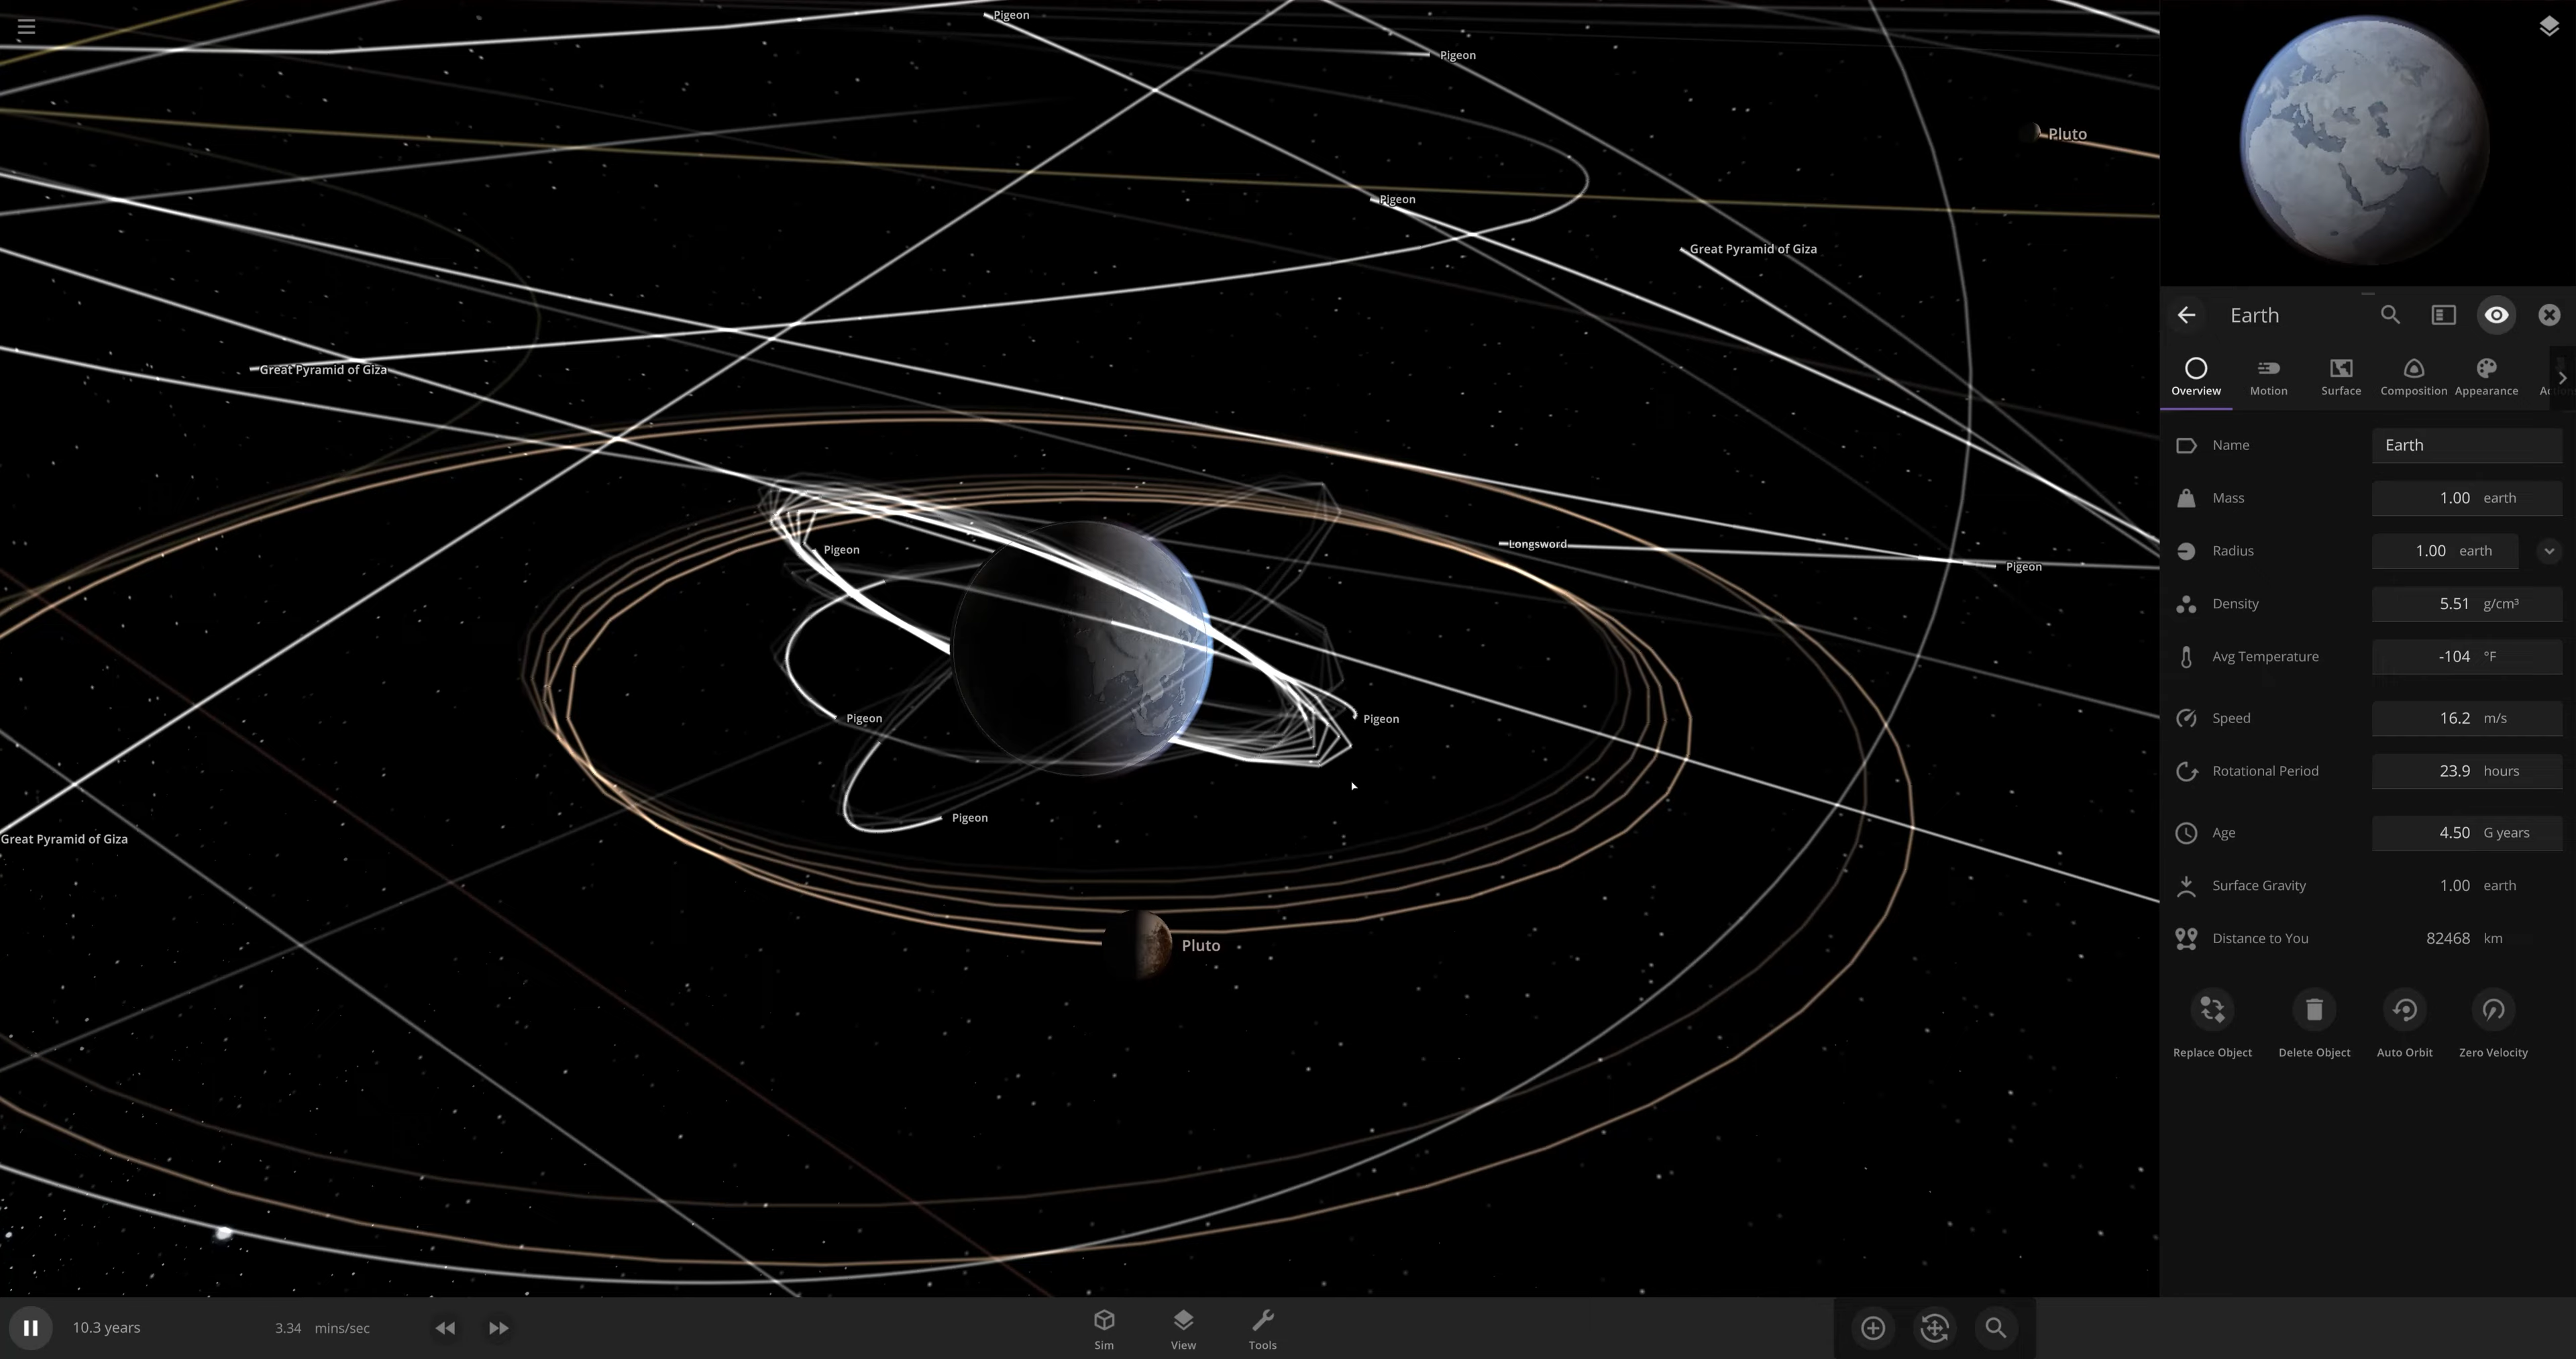 Pigeon
Pigeon
Pluto
Pigeon
Great Pyramid of Giza
Great Pyramid of Giza
Longsword
Pigeon
Pigeon
Pigeon
Pigeon
Pigeon
Great Pyramid of Giza
Pluto
Earth
Overview Motion Surface Composition Appearance Ac
Name Earth
Mass 1.00 earth
Radius 1.00 earth
Density 5.51 g/cm³
Avg Temperature -104 °F
Speed 16.2 m/s
Rotational Period 23.9 hours
Age 4.50 G years
Surface Gravity 1.00 earth
Distance to You 82468 km
Replace Object Delete Object Auto Orbit Zero Velocity
10.3 years 3.34 mins/sec
Sim View Tools